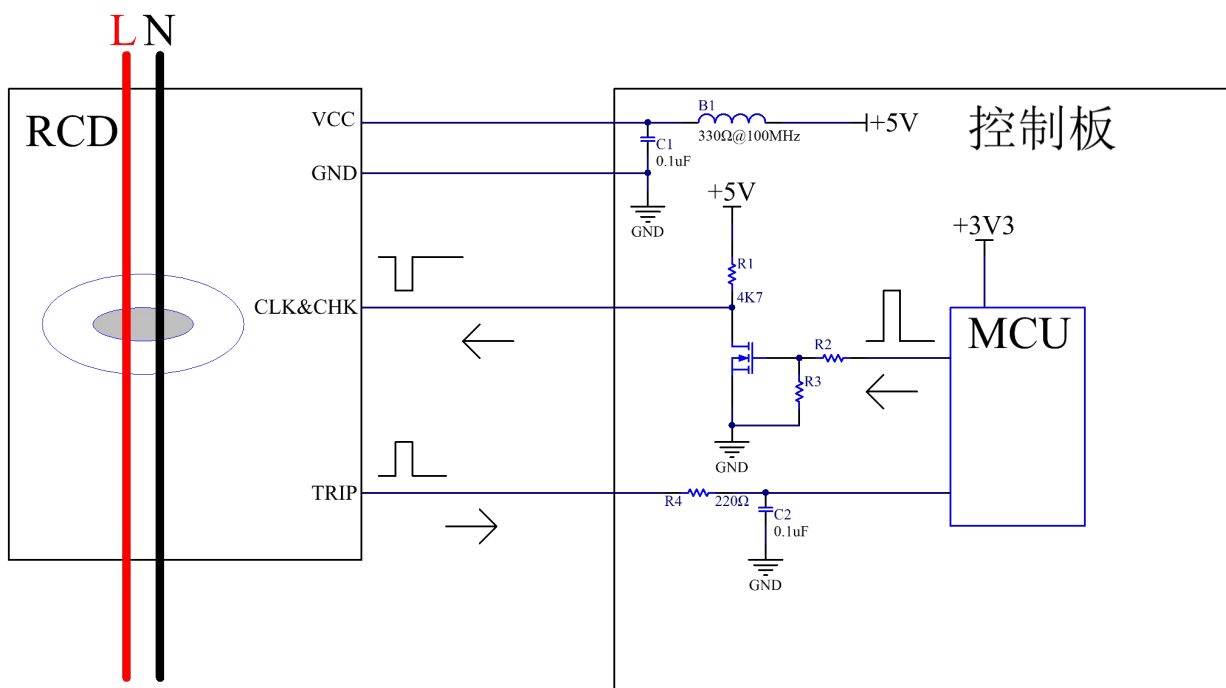 L N
RCD
控制板
VCC
B1
330Ω@100MHz
+5V
C1
0.1uF
GND
GND
+5V
+3V3
R1
4K7
CLK&CHK
MCU
R2
R3
GND
TRIP
R4
220Ω
C2
0.1uF
GND